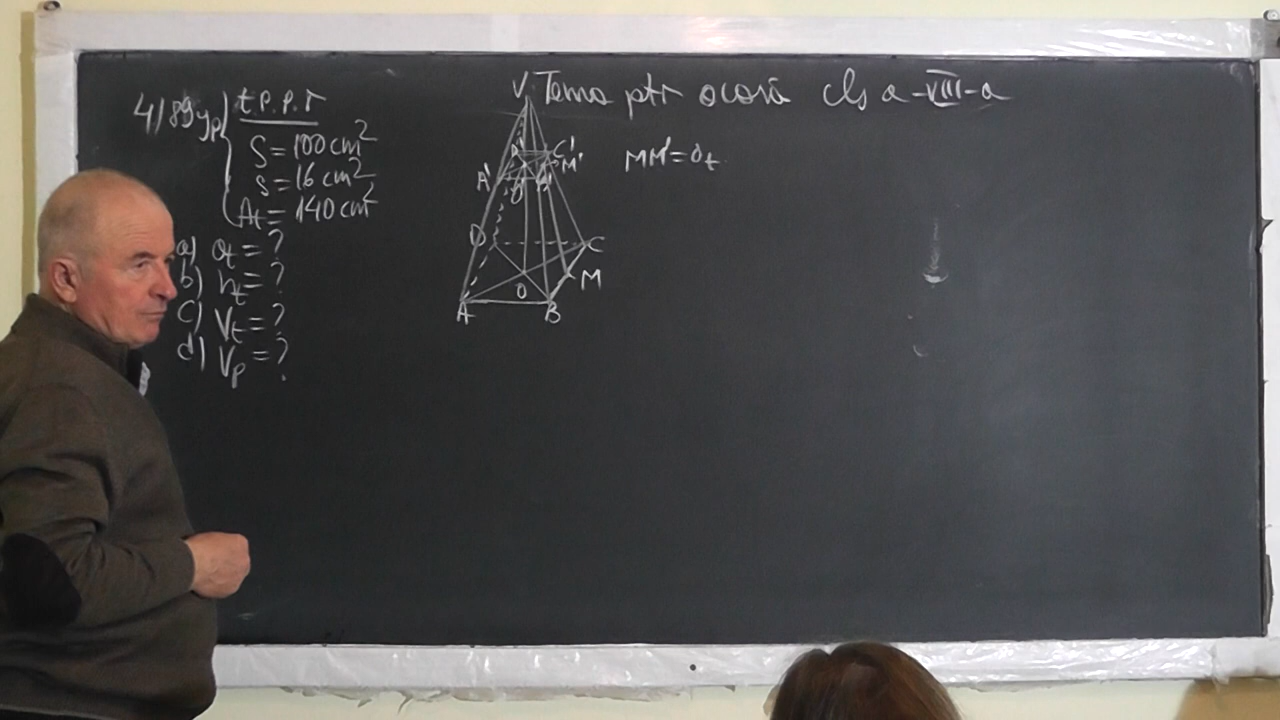 Tema ptr acasă cls a-VIII-a
4/89 yp t.p.p.r
S = 100 cm²
s = 16 cm²
At = 140 cm²
a) at = ?
b) ht = ?
c) Vt = ?
d) Vp = ?
V
D' C'
A' M'
O' B'
D C
O M
A B
MM' = at